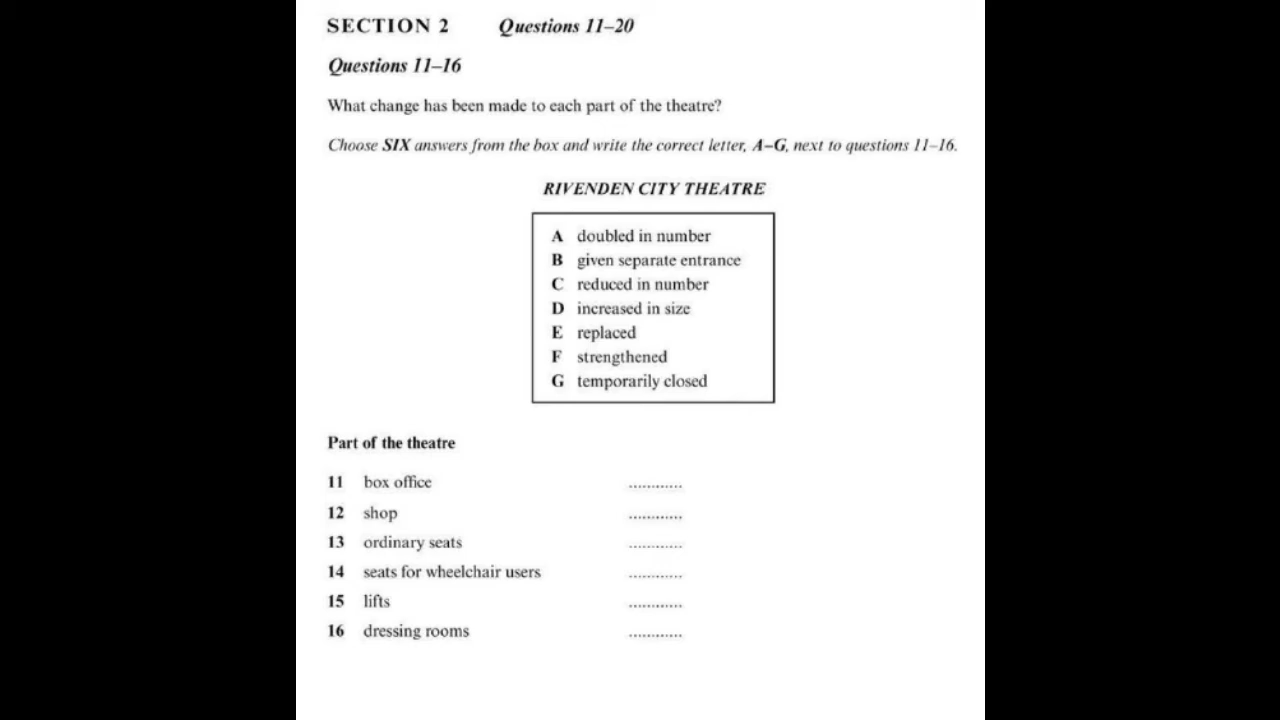 SECTION 2 Questions 11–20
Questions 11–16
What change has been made to each part of the theatre?
Choose SIX answers from the box and write the correct letter, A–G, next to questions 11–16.
RIVENDEN CITY THEATRE
A doubled in number
B given separate entrance
C reduced in number
D increased in size
E replaced
F strengthened
G temporarily closed
Part of the theatre
11 box office ............
12 shop ............
13 ordinary seats ............
14 seats for wheelchair users ............
15 lifts ............
16 dressing rooms ............